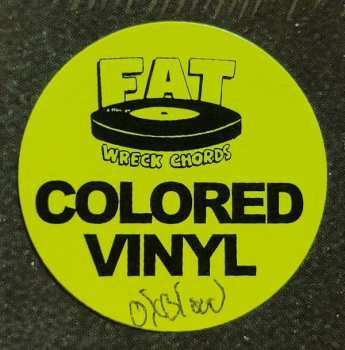 FAT
WRECK CHORDS
COLORED
VINYL